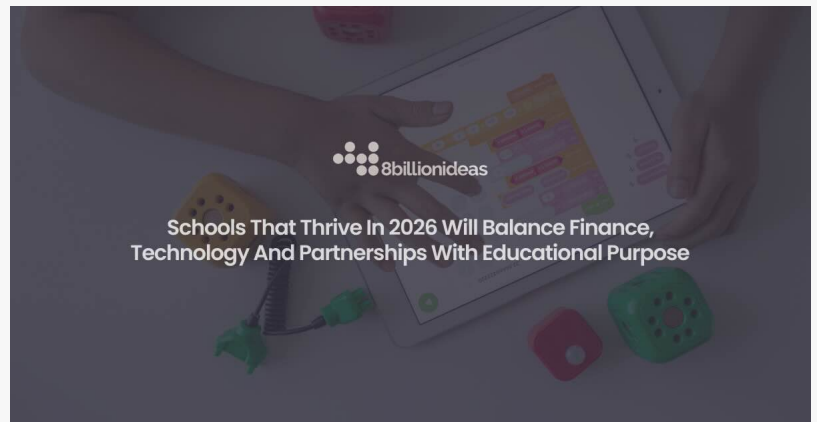 8billionideas
Schools That Thrive In 2026 Will Balance Finance,
Technology And Partnerships With Educational Purpose